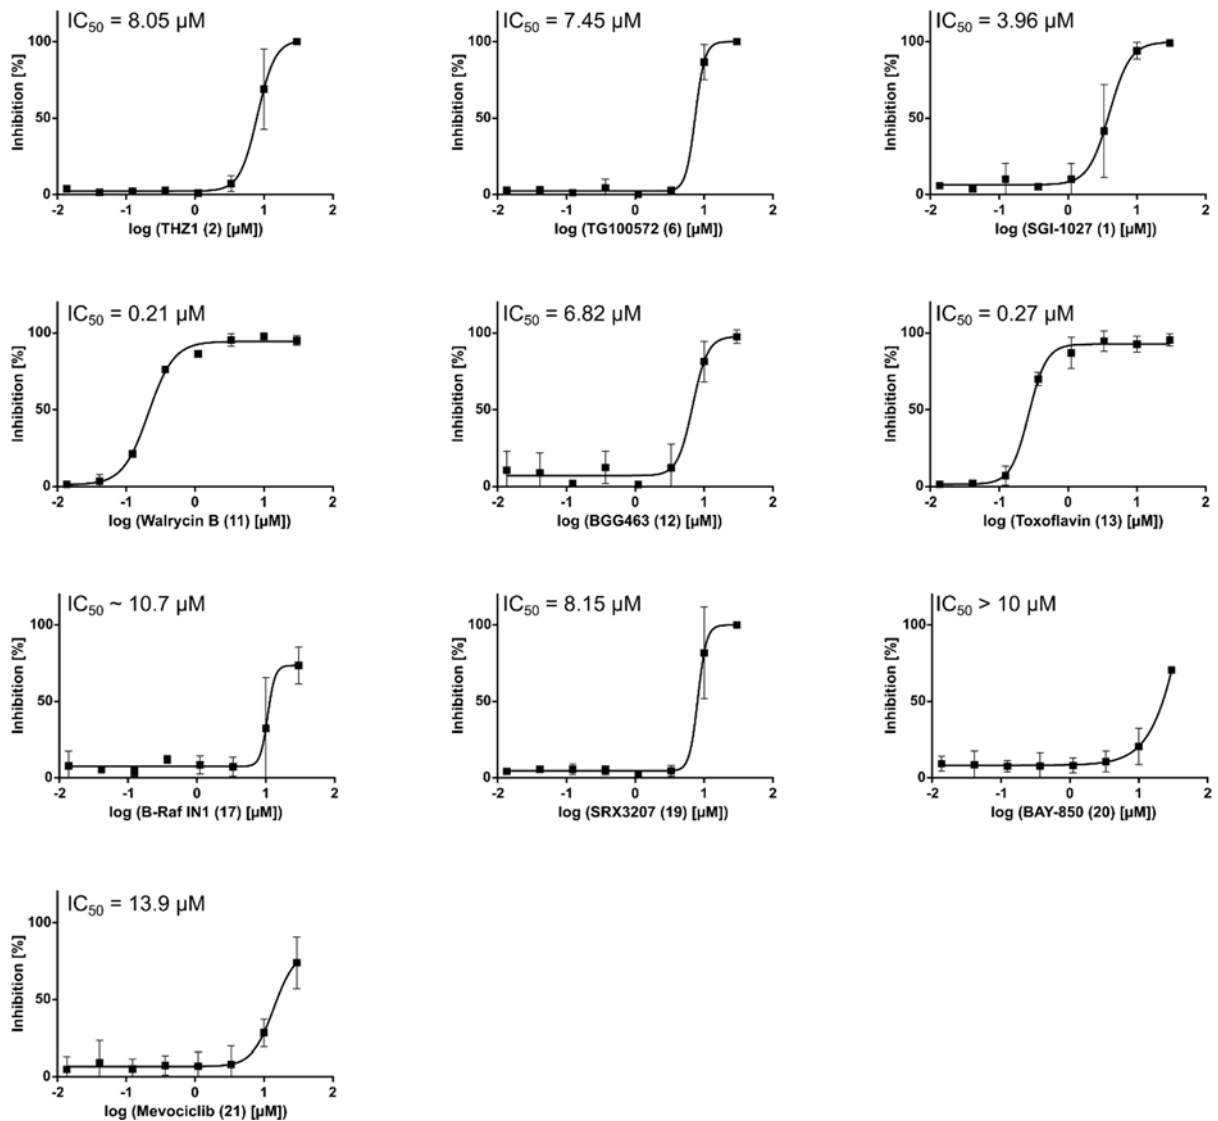 IC50 = 8.05 µM
Inhibition [%]
100
50
0
-2 -1 0 1 2
log (THZ1 (2) [µM])
IC50 = 7.45 µM
Inhibition [%]
100
50
0
-2 -1 0 1 2
log (TG100572 (6) [µM])
IC50 = 3.96 µM
Inhibition [%]
100
50
0
-2 -1 0 1 2
log (SGI-1027 (1) [µM])
IC50 = 0.21 µM
Inhibition [%]
100
50
0
-2 -1 0 1 2
log (Walrycin B (11) [µM])
IC50 = 6.82 µM
Inhibition [%]
100
50
0
-2 -1 0 1 2
log (BGG463 (12) [µM])
IC50 = 0.27 µM
Inhibition [%]
100
50
0
-2 -1 0 1 2
log (Toxoflavin (13) [µM])
IC50 ~ 10.7 µM
Inhibition [%]
100
50
0
-2 -1 0 1 2
log (B-Raf IN1 (17) [µM])
IC50 = 8.15 µM
Inhibition [%]
100
50
0
-2 -1 0 1 2
log (SRX3207 (19) [µM])
IC50 > 10 µM
Inhibition [%]
100
50
0
-2 -1 0 1 2
log (BAY-850 (20) [µM])
IC50 = 13.9 µM
Inhibition [%]
100
50
0
-2 -1 0 1 2
log (Mevociclib (21) [µM])